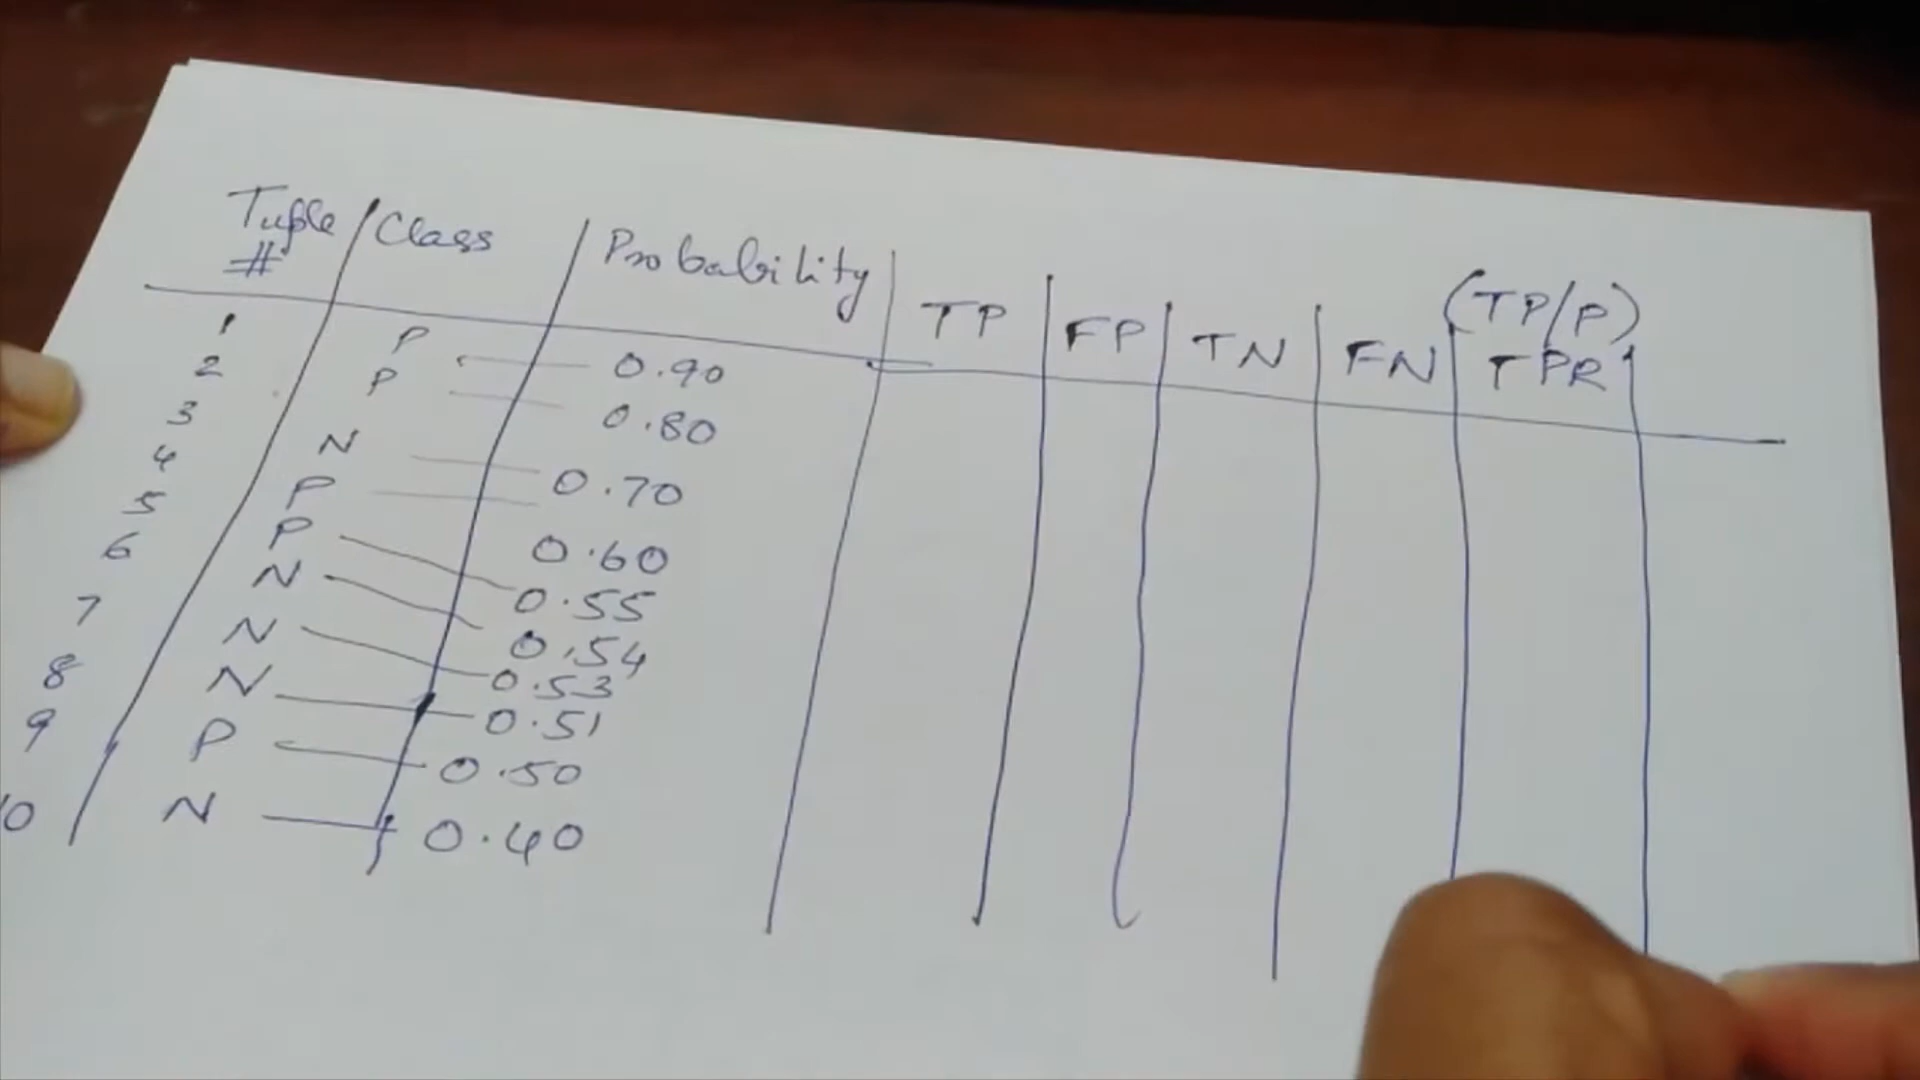 Tuple # Class Probability TP FP TN FN (TP/P) TPR
1 P 0.90
2 P 0.80
3 N 0.70
4 P 0.60
5 P 0.55
6 N 0.54
7 N 0.53
8 N 0.51
9 P 0.50
10 N 0.40